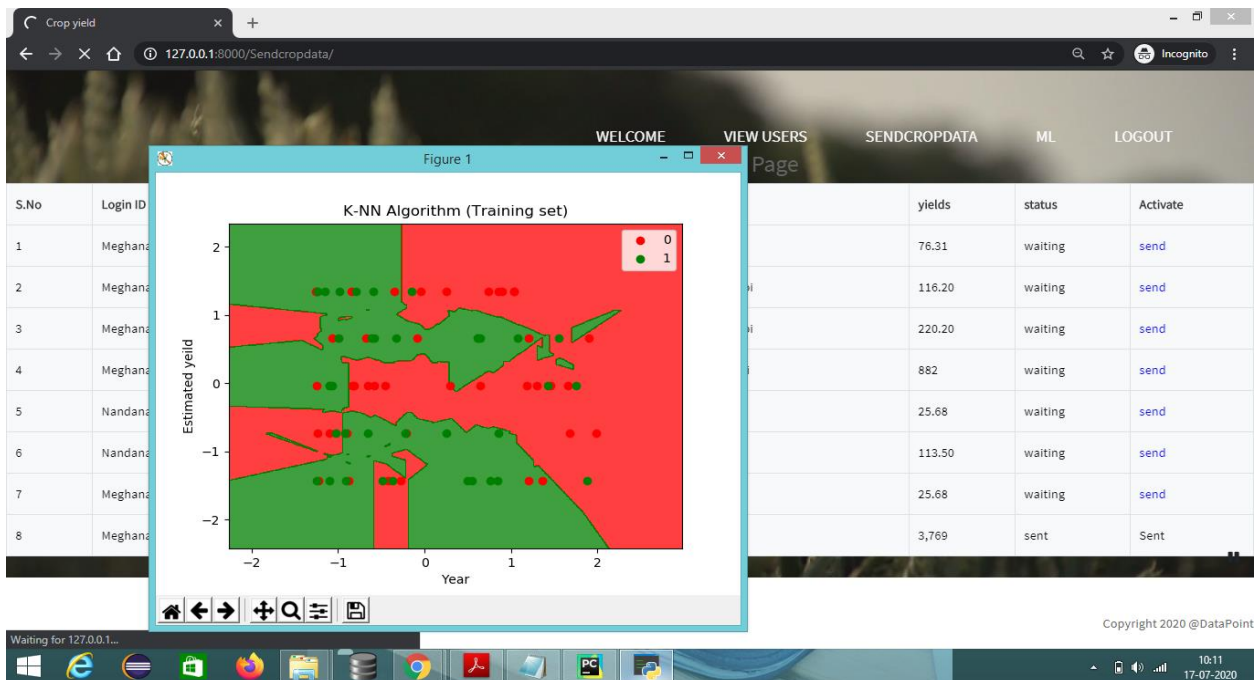 Crop yield
127.0.0.1:8000/Sendcropdata/
Incognito
WELCOME VIEW USERS SENDCROPDATA ML LOGOUT
Page
S.No Login ID yields status Activate
1 Meghana 76.31 waiting send
2 Meghana 116.20 waiting send
3 Meghana 220.20 waiting send
4 Meghana 882 waiting send
5 Nandana 25.68 waiting send
6 Nandana 113.50 waiting send
7 Meghana 25.68 waiting send
8 Meghana 3,769 sent Sent
Figure 1
K-NN Algorithm (Training set)
0
1
Estimated yeild
2
1
0
−1
−2
−2 −1 0 1 2
Year
Copyright 2020 @DataPoint
Waiting for 127.0.0.1...
PC
10:11
17-07-2020